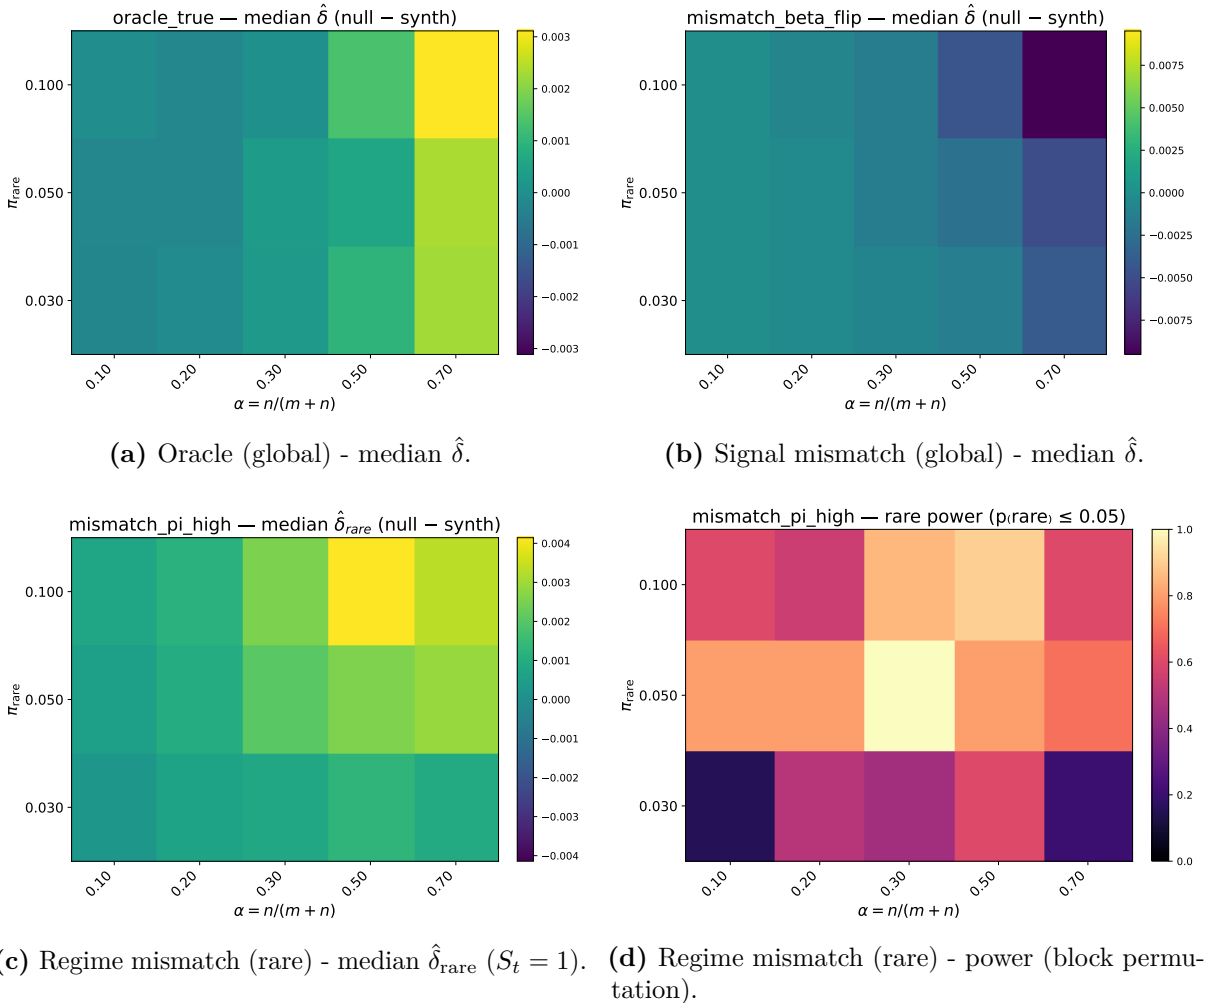 oracle_true — median δ̂ (null − synth)
0.100
0.050
0.030
π_rare
0.10 0.20 0.30 0.50 0.70
α = n/(m + n)
0.003
0.002
0.001
0.000
−0.001
−0.002
−0.003
(a) Oracle (global) - median δ̂.
mismatch_beta_flip — median δ̂ (null − synth)
0.100
0.050
0.030
π_rare
0.10 0.20 0.30 0.50 0.70
α = n/(m + n)
0.0075
0.0050
0.0025
0.0000
−0.0025
−0.0050
−0.0075
(b) Signal mismatch (global) - median δ̂.
mismatch_pi_high — median δ̂_rare (null − synth)
0.100
0.050
0.030
π_rare
0.10 0.20 0.30 0.50 0.70
α = n/(m + n)
0.004
0.003
0.002
0.001
0.000
−0.001
−0.002
−0.003
−0.004
(c) Regime mismatch (rare) - median δ̂_rare (S_t = 1).
mismatch_pi_high — rare power (p₍rare₎ ≤ 0.05)
0.100
0.050
0.030
π_rare
0.10 0.20 0.30 0.50 0.70
α = n/(m + n)
1.0
0.8
0.6
0.4
0.2
0.0
(d) Regime mismatch (rare) - power (block permu-
tation).